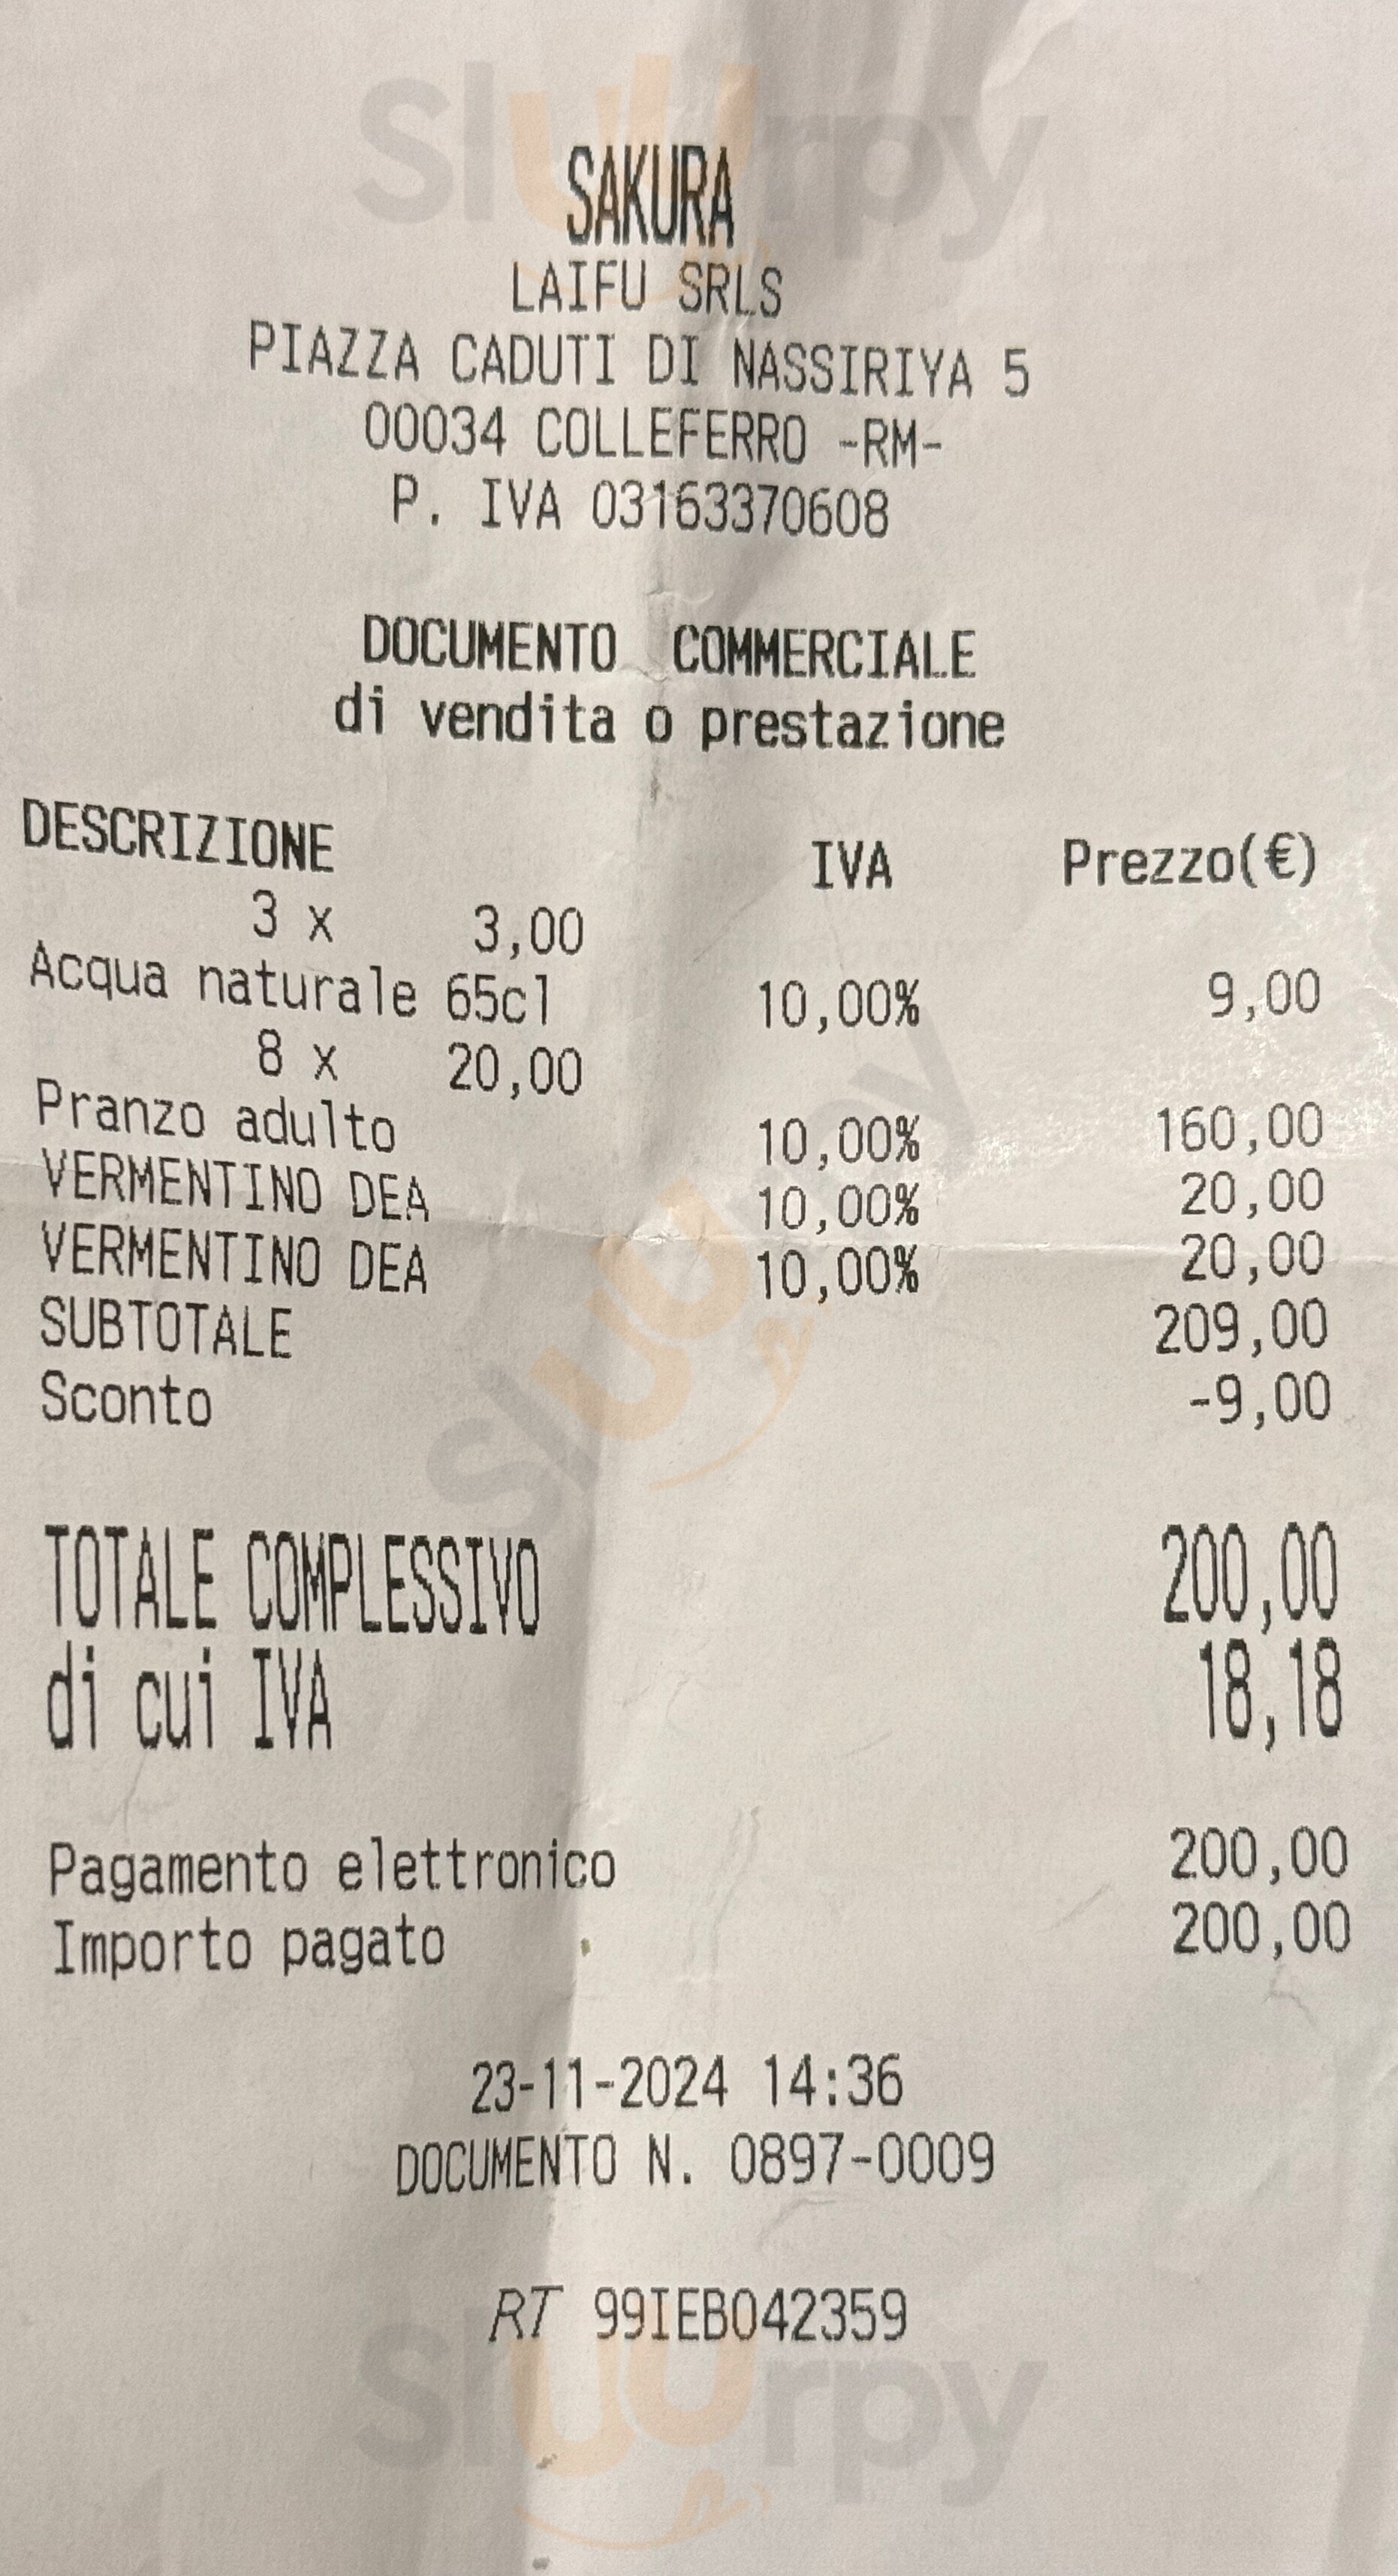 sluurpy
SAKURA
LAIFU SRLS
PIAZZA CADUTI DI NASSIRIYA 5
00034 COLLEFERRO -RM-
P. IVA 03163370608
DOCUMENTO COMMERCIALE
di vendita o prestazione
DESCRIZIONE IVA Prezzo(€)
3 x 3,00
Acqua naturale 65cl 10,00% 9,00
8 x 20,00
Pranzo adulto 10,00% 160,00
VERMENTINO DEA 10,00% 20,00
VERMENTINO DEA 10,00% 20,00
SUBTOTALE 209,00
Sconto -9,00
sluurpy
TOTALE COMPLESSIVO 200,00
di cui IVA 18,18
Pagamento elettronico 200,00
Importo pagato 200,00
23-11-2024 14:36
DOCUMENTO N. 0897-0009
RT 99IEB042359
sluurpy